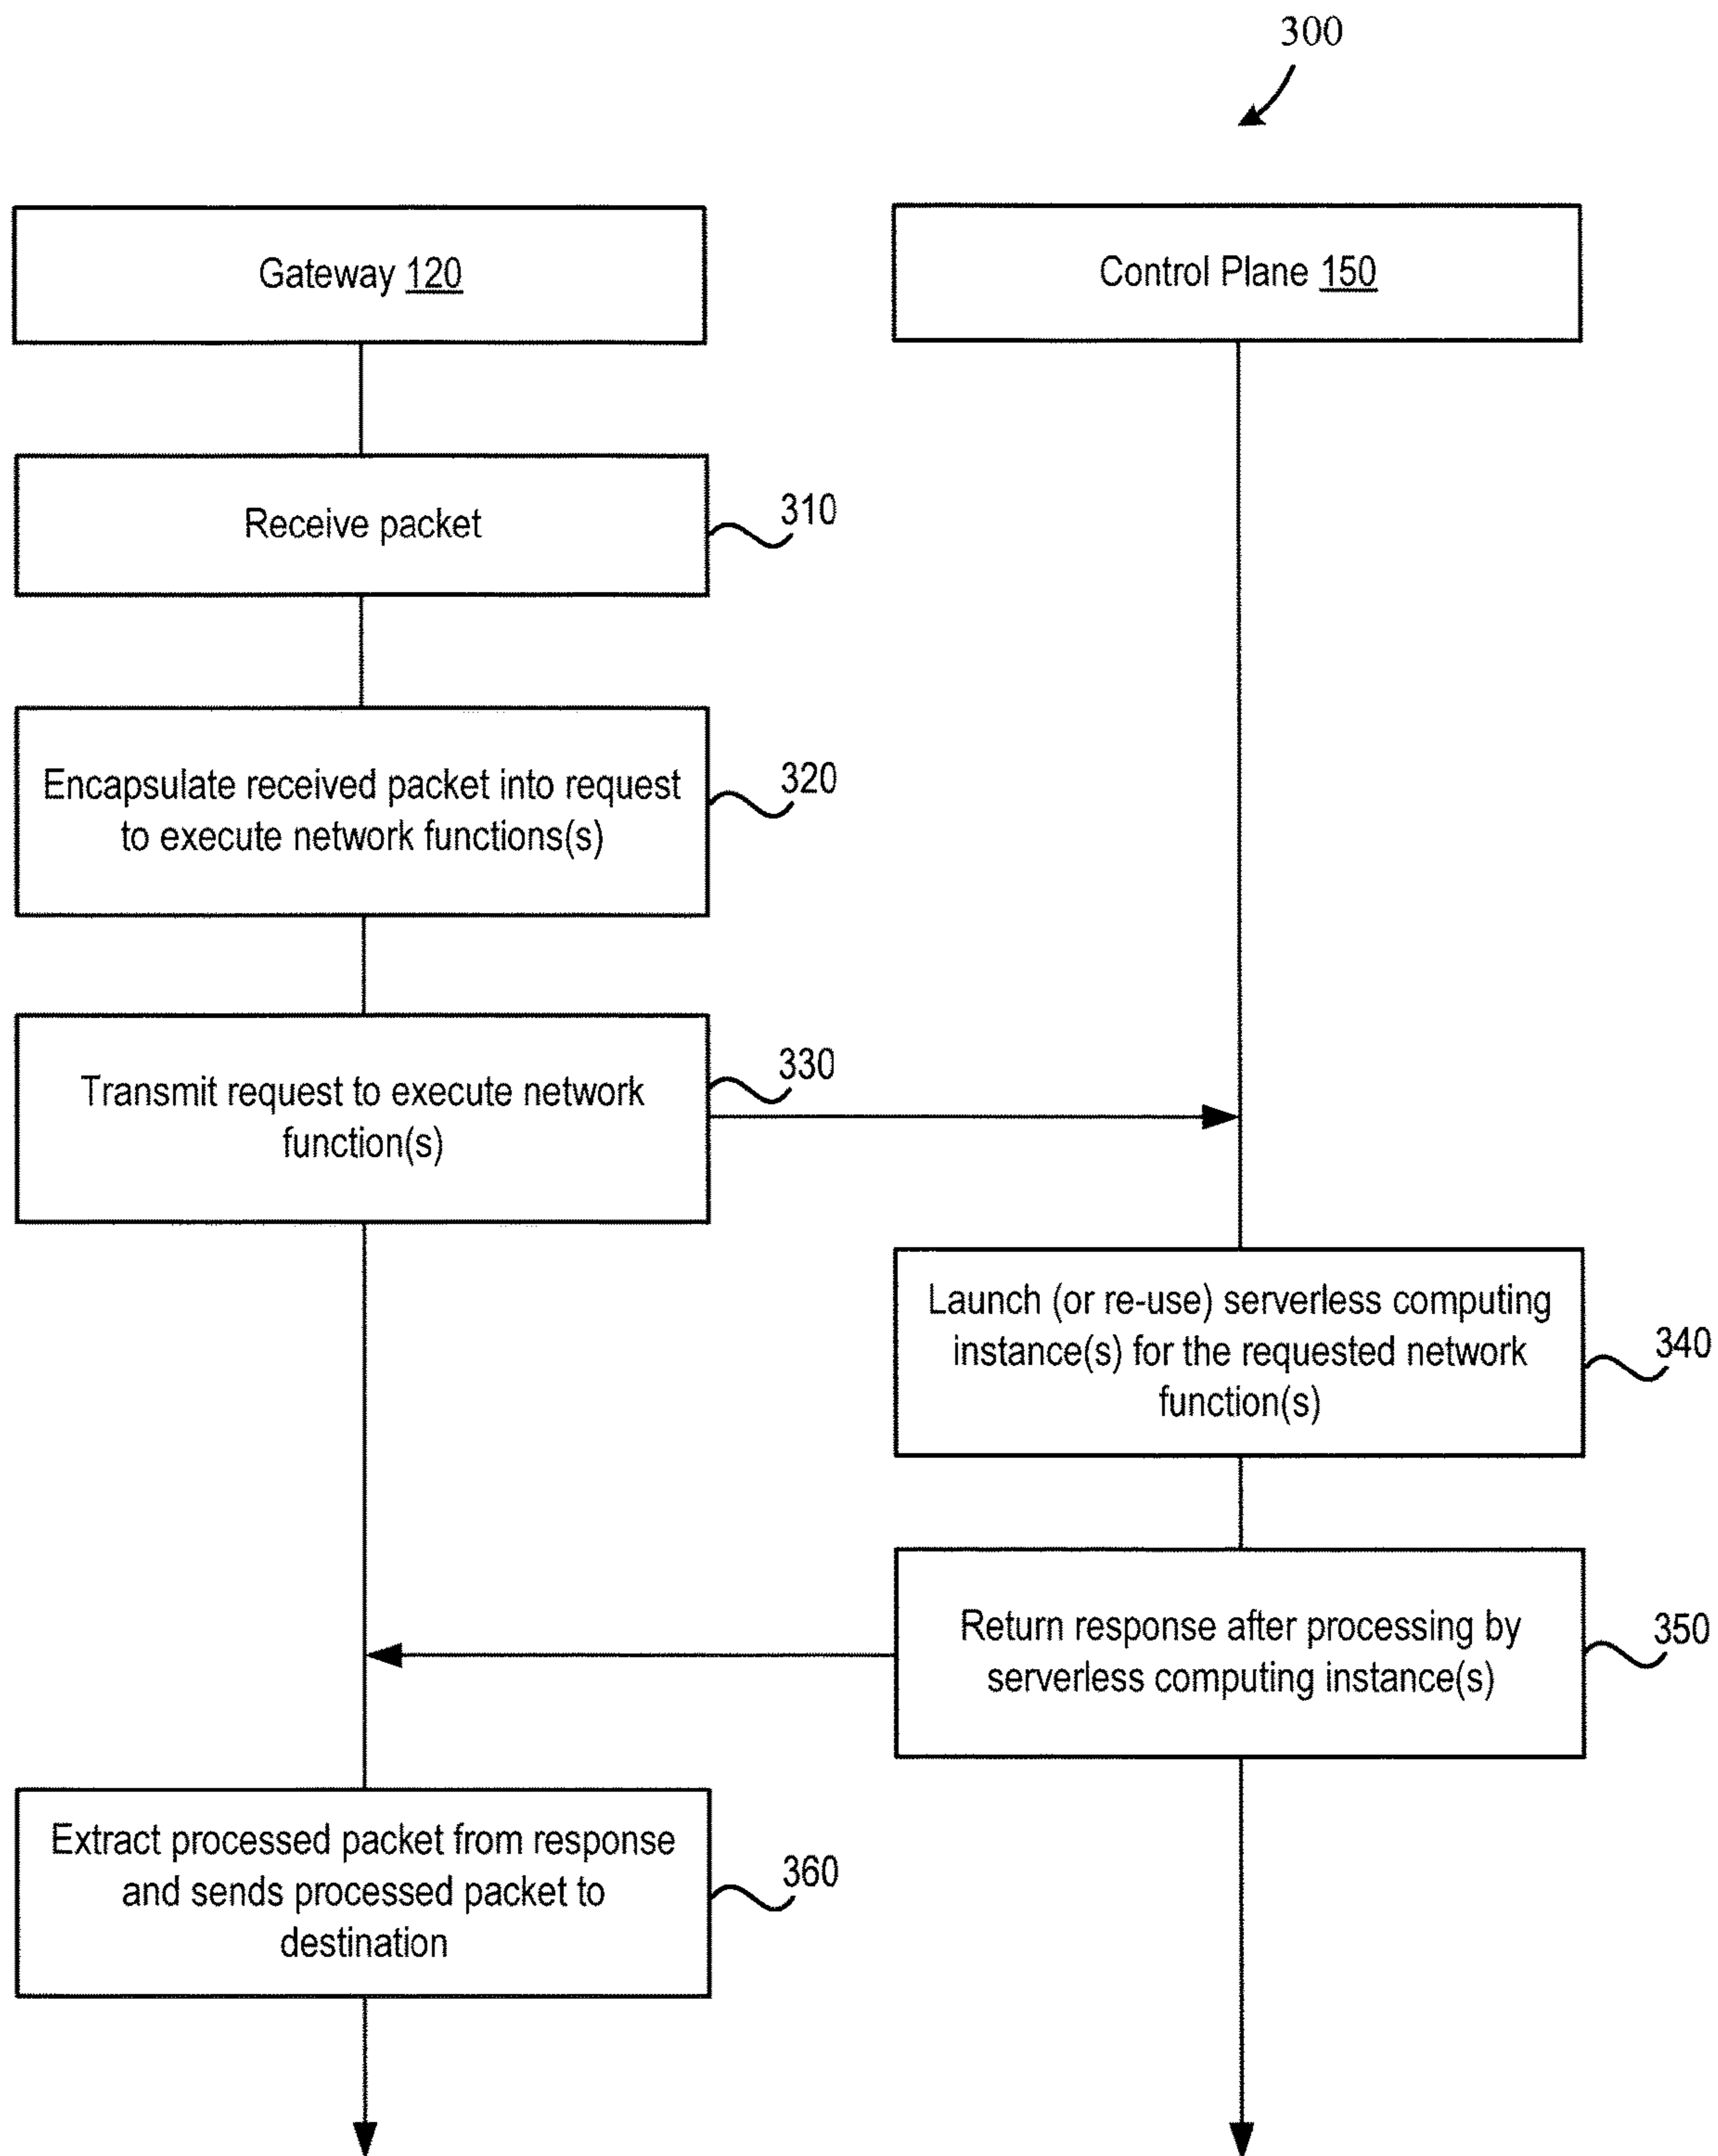 300
Gateway 120
Control Plane 150
Receive packet
310
Encapsulate received packet into request
to execute network functions(s)
320
Transmit request to execute network
function(s)
330
Launch (or re-use) serverless computing
instance(s) for the requested network
function(s)
340
Return response after processing by
serverless computing instance(s)
350
Extract processed packet from response
and sends processed packet to
destination
360